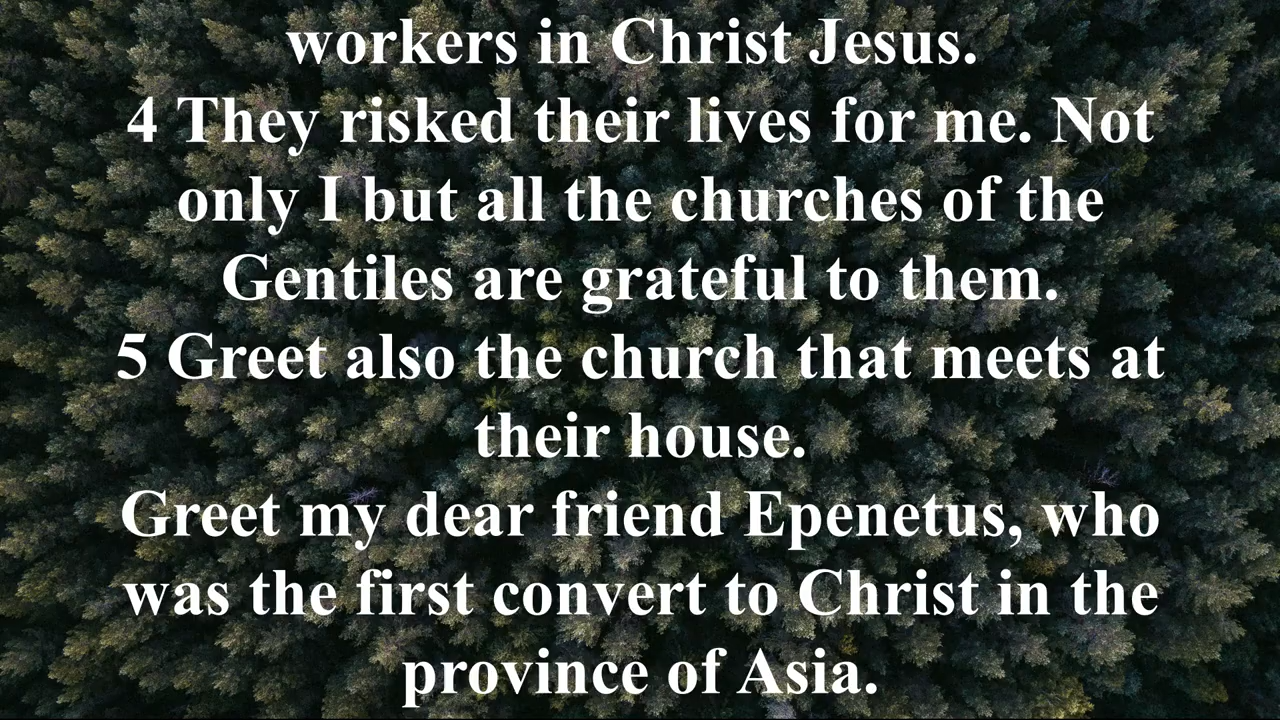 workers in Christ Jesus.
4 They risked their lives for me. Not
only I but all the churches of the
Gentiles are grateful to them.
5 Greet also the church that meets at
their house.
Greet my dear friend Epenetus, who
was the first convert to Christ in the
province of Asia.